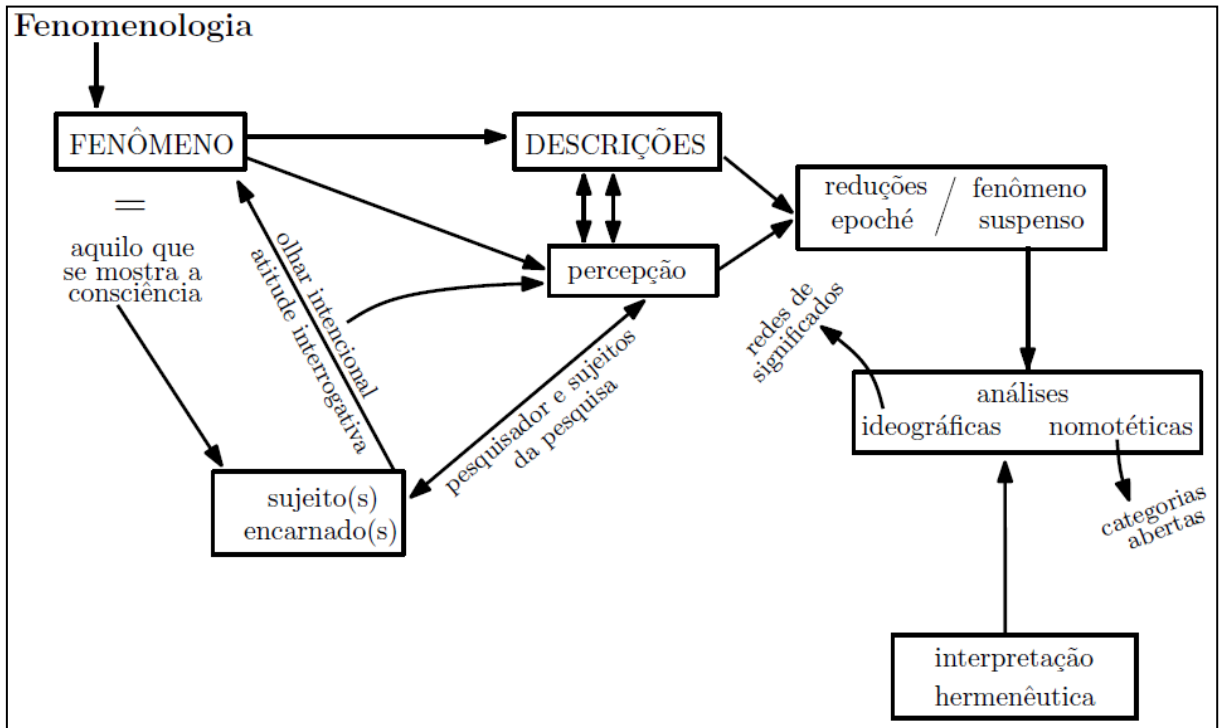 Fenomenologia
FENÔMENO
=
aquilo que
se mostra a
consciência
olhar intencional
atitude interrogativa
sujeito(s)
encarnado(s)
DESCRIÇÕES
percepção
pesquisador e sujeitos
da pesquisa
reduções / fenômeno
epoché / suspenso
redes de
significados
análises
ideográficas nomotéticas
categorias
abertas
interpretação
hermenêutica